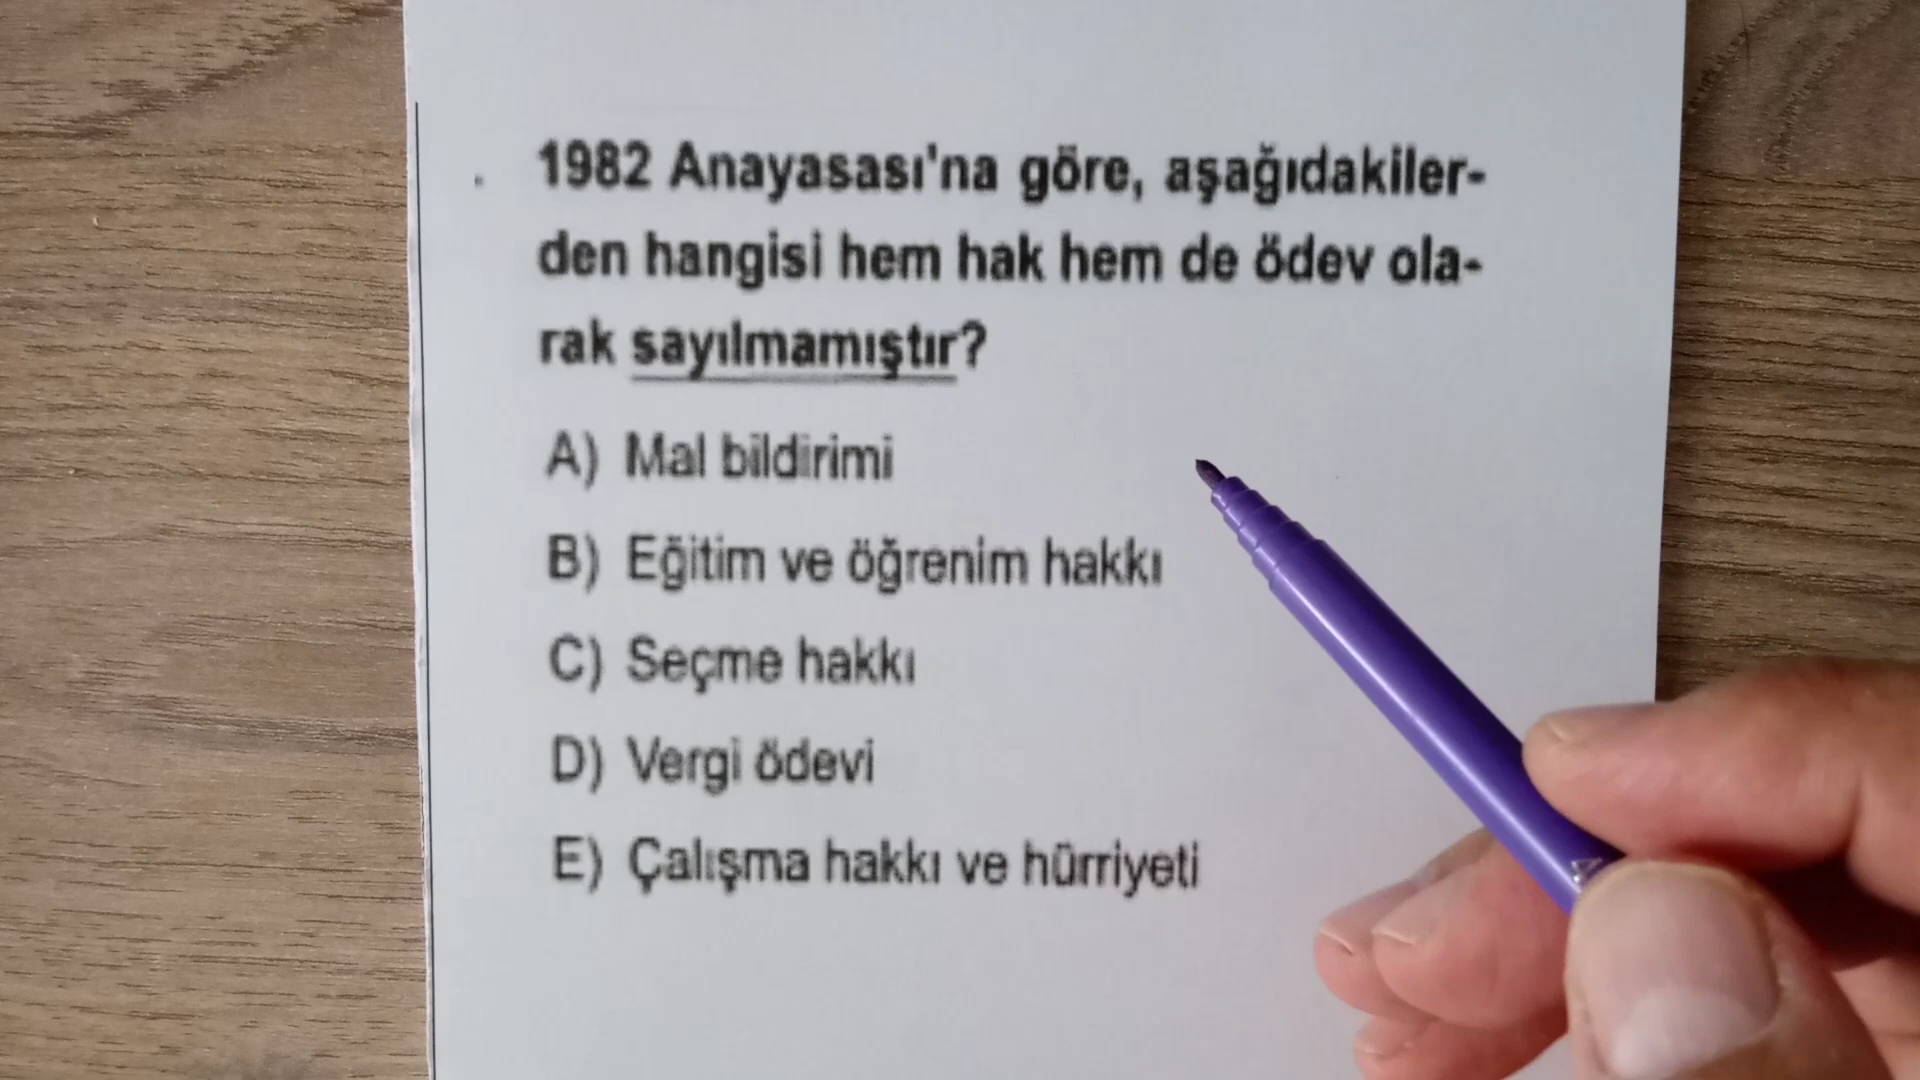 1982 Anayasası'na göre, aşağıdakiler-
den hangisi hem hak hem de ödev ola-
rak sayılmamıştır?
A) Mal bildirimi
B) Eğitim ve öğrenim hakkı
C) Seçme hakkı
D) Vergi ödevi
E) Çalışma hakkı ve hürriyeti